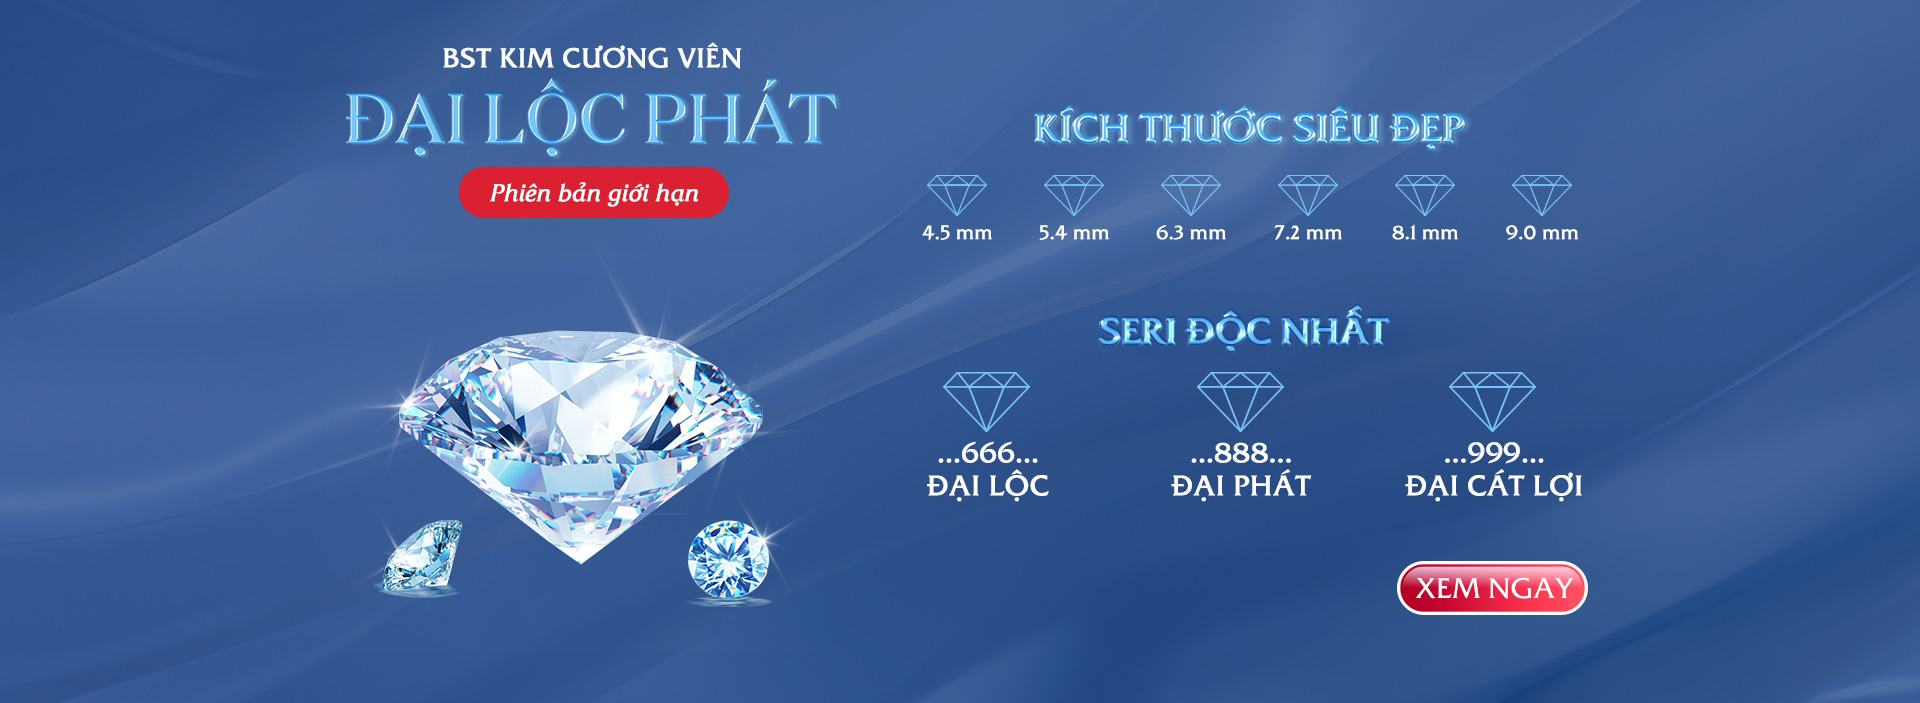 BST KIM CƯƠNG VIÊN
ĐẠI LỘC PHÁT
Phiên bản giới hạn
KÍCH THƯỚC SIÊU ĐẸP
4.5 mm 5.4 mm 6.3 mm 7.2 mm 8.1 mm 9.0 mm
SERI ĐỘC NHẤT
...666... ...888... ...999...
ĐẠI LỘC ĐẠI PHÁT ĐẠI CÁT LỢI
XEM NGAY